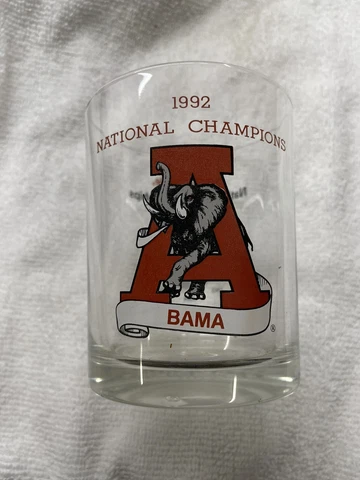 1992
NATIONAL CHAMPIONS
A
BAMA
®